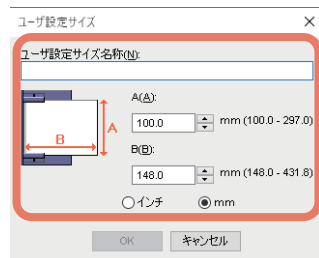 ユーザ設定サイズ ×
ユーザ設定サイズ名称(N):
A(A):
100.0 mm (100.0 - 297.0)
A
B
B(B):
148.0 mm (148.0 - 431.8)
インチ mm
OK キャンセル